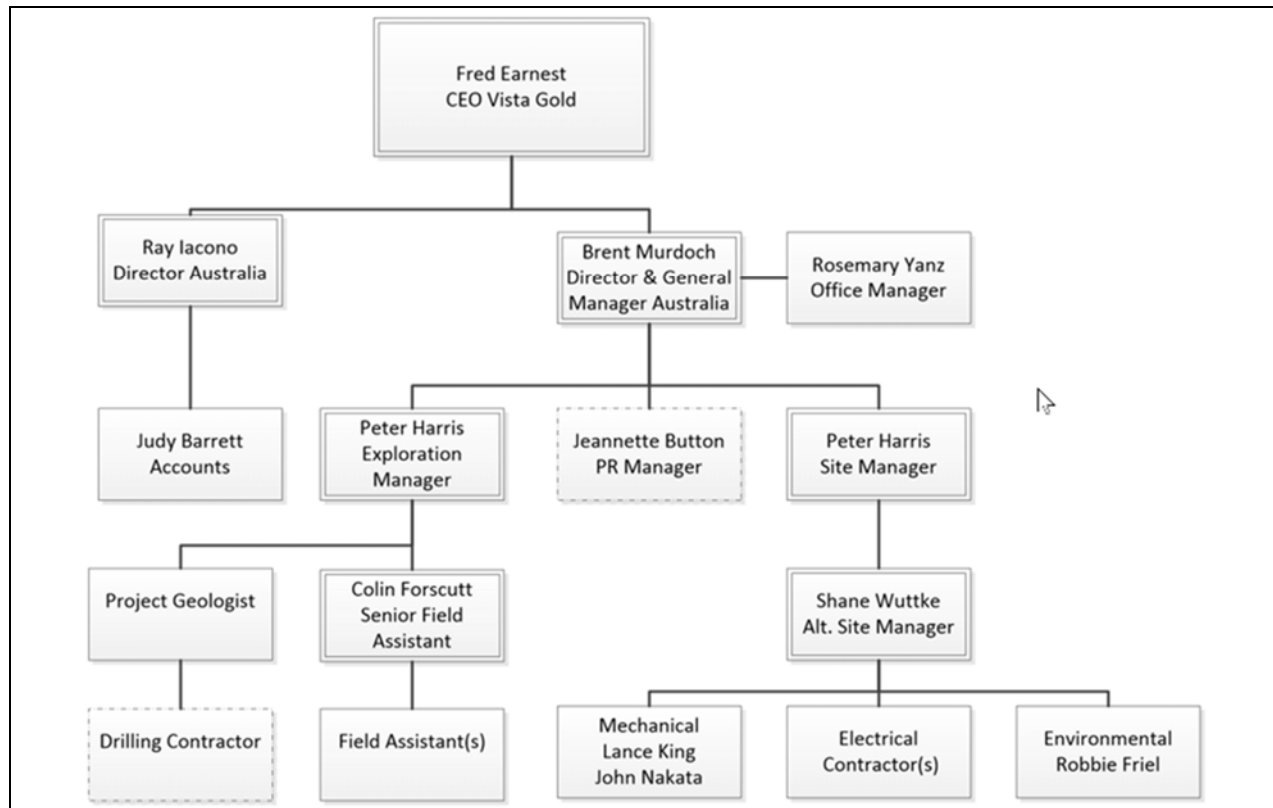 Fred Earnest
CEO Vista Gold
Ray Iacono
Director Australia
Brent Murdoch
Director & General
Manager Australia
Rosemary Yanz
Office Manager
Judy Barrett
Accounts
Peter Harris
Exploration
Manager
Jeannette Button
PR Manager
Peter Harris
Site Manager
Project Geologist
Colin Forscutt
Senior Field
Assistant
Shane Wuttke
Alt. Site Manager
Drilling Contractor
Field Assistant(s)
Mechanical
Lance King
John Nakata
Electrical
Contractor(s)
Environmental
Robbie Friel